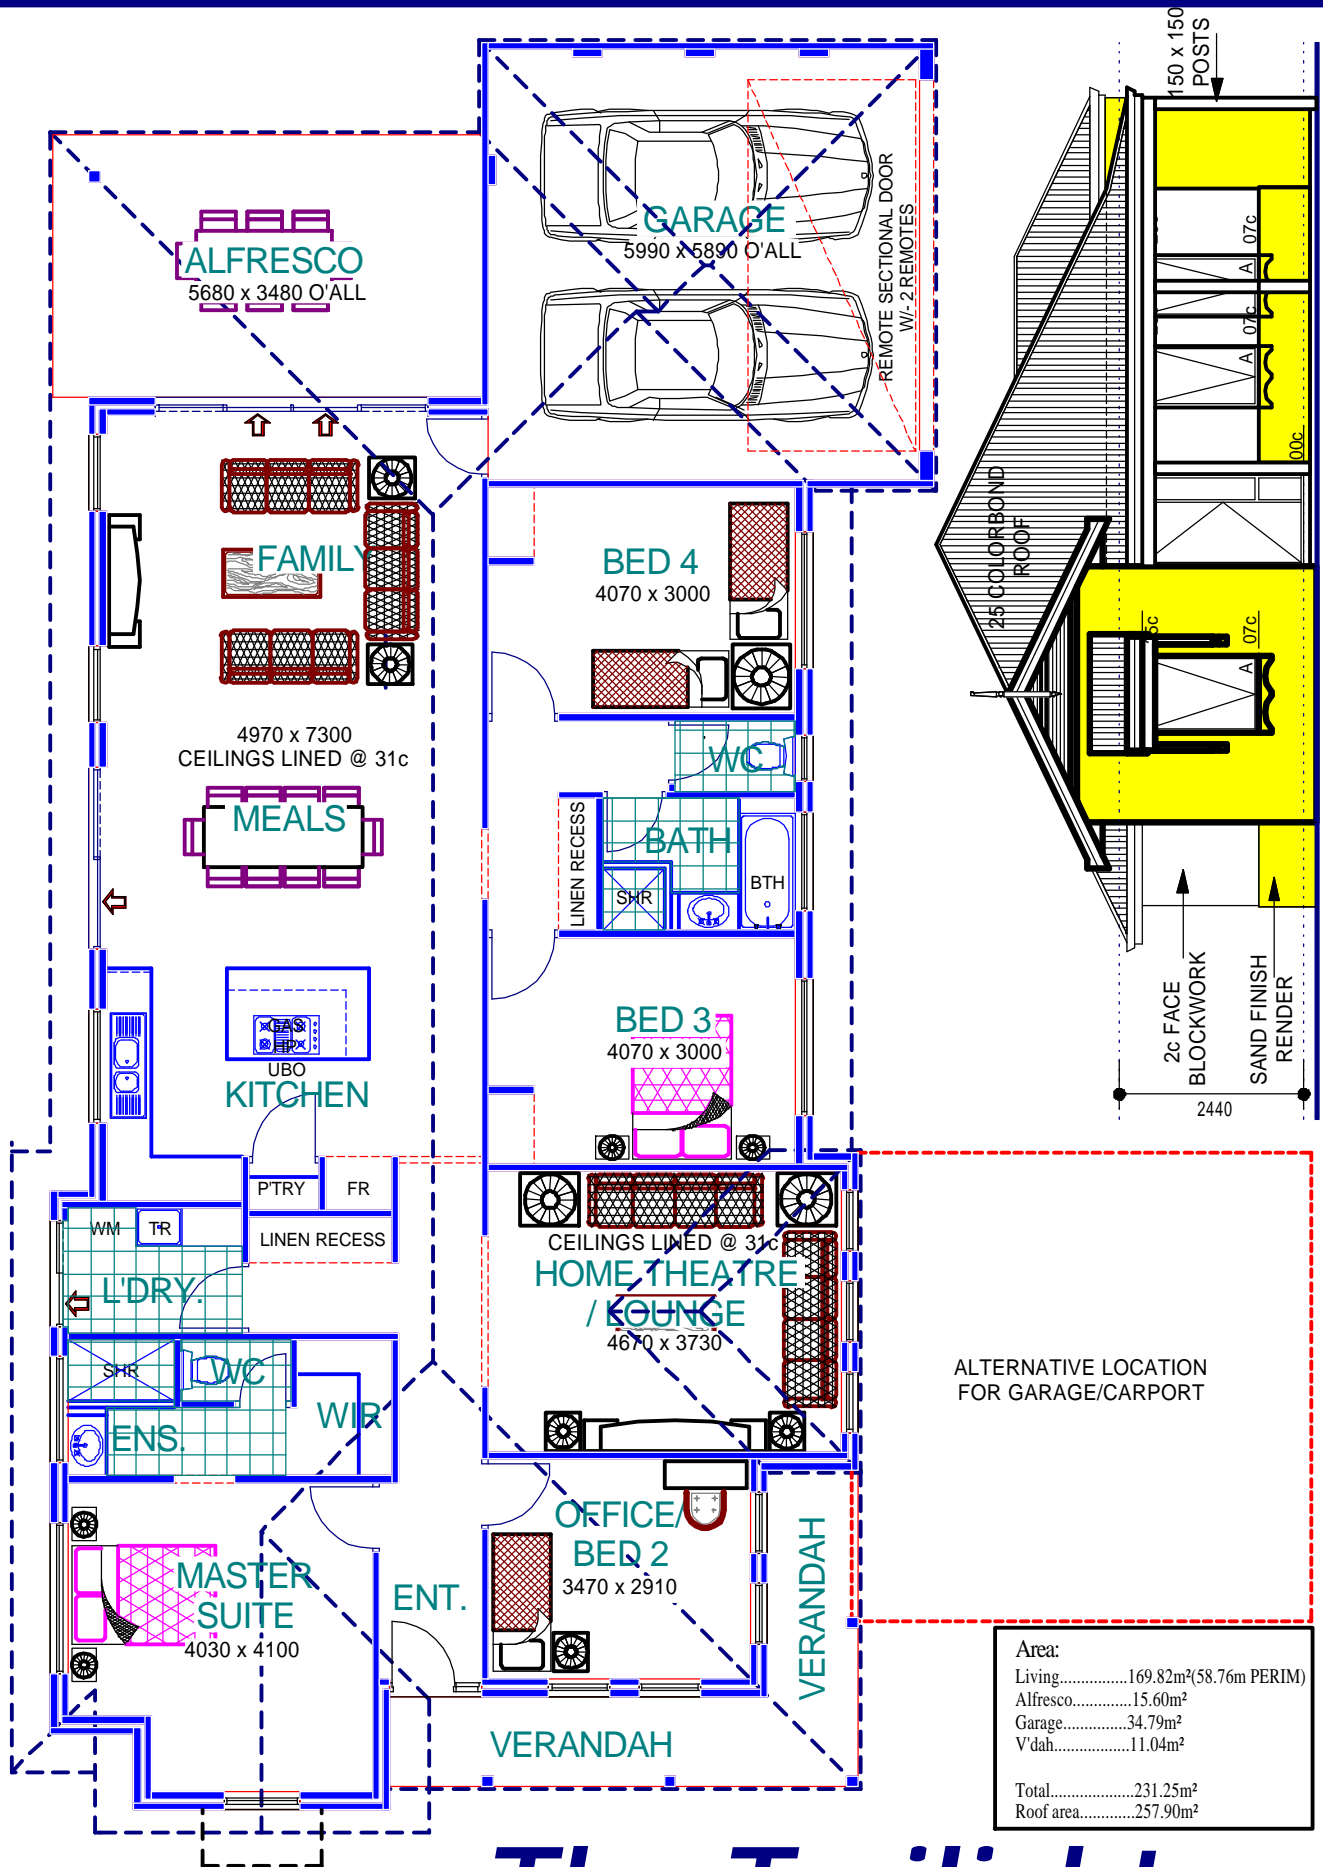 150 x 150
POSTS
GARAGE
5990 x 5890 O'ALL
REMOTE SECTIONAL DOOR
W/- 2 REMOTES
ALFRESCO
5680 x 3480 O'ALL
07c
A
07c
A
00c
25 COLORBOND
ROOF
07c
A
FAMILY
BED 4
4070 x 3000
4970 x 7300
CEILINGS LINED @ 31c
WC
MEALS
LINEN RECESS
BATH
SHR
BTH
2c FACE
BLOCKWORK
SAND FINISH
RENDER
2440
GAS
HP
UBO
KITCHEN
BED 3
4070 x 3000
P'TRY
FR
WM
TR
LINEN RECESS
L'DRY.
CEILINGS LINED @ 31c
HOME THEATRE
/ LOUNGE
4670 x 3730
SHR
WC
WIR
ENS.
ALTERNATIVE LOCATION
FOR GARAGE/CARPORT
OFFICE/
BED 2
3470 x 2910
MASTER
SUITE
4030 x 4100
ENT.
VERANDAH
VERANDAH
Area:
Living.................169.82m²(58.76m PERIM)
Alfresco...............15.60m²
Garage................34.79m²
V'dah...................11.04m²
Total.....................231.25m²
Roof area..............257.90m²